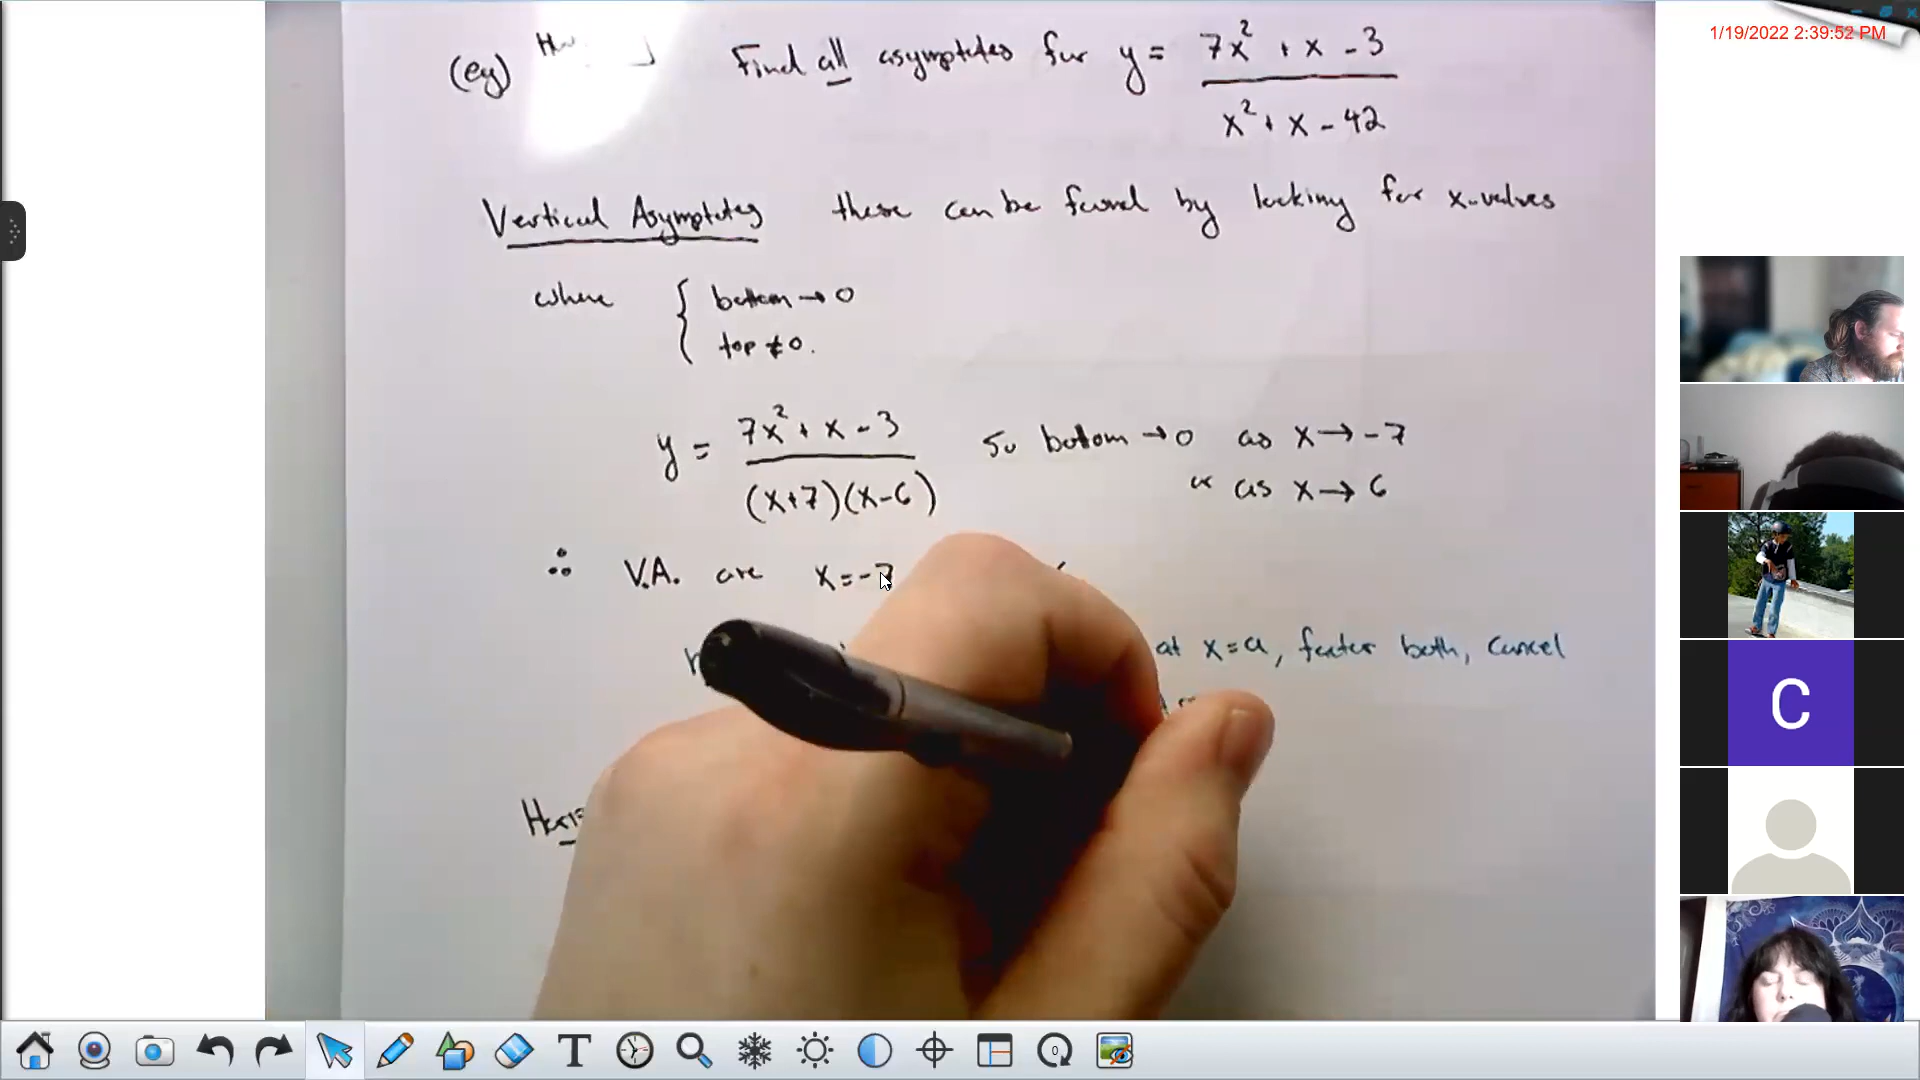 1/19/2022 2:39:52 PM
(eg) Find all asymptotes for y = 7x² + x - 3
x² + x - 42
Vertical Asymptotes these can be found by looking for x-values
where { bottom → 0
top ≠ 0.
y = 7x² + x - 3
(x+7)(x-6)
So bottom → 0 as x → -7
or as x → 6
∴ V.A. are x = -7
at x=a, factor both, cancel
C
T
0